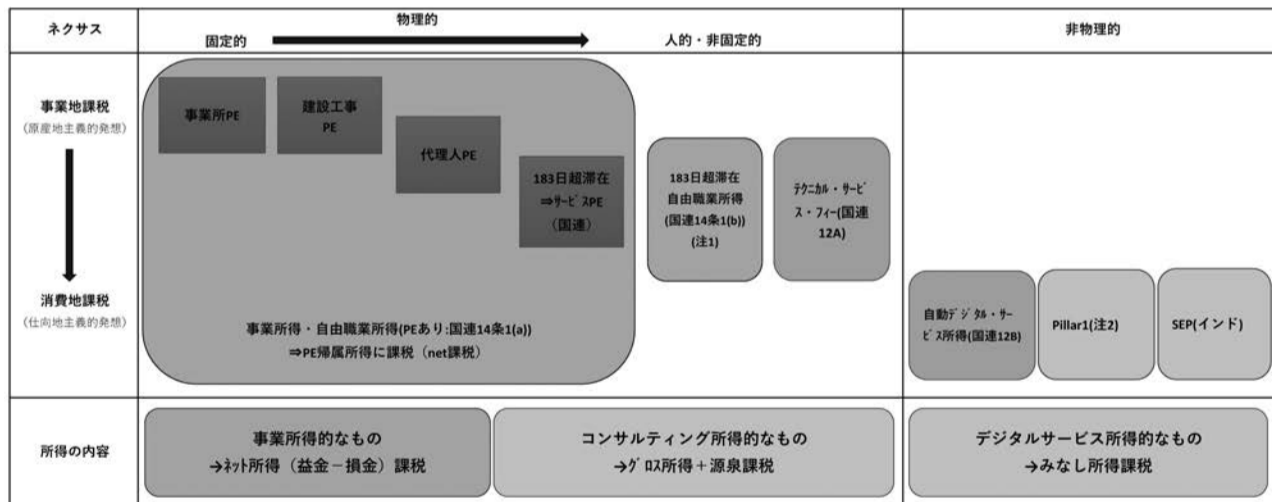 ネクサス
物理的
固定的
人的・非固定的
非物理的
事業地課税
(原産地主義的発想)
消費地課税
(仕向地主義的発想)
事業所PE
建設工事
PE
代理人PE
183日超滞在
⇒ｻｰﾋﾞｽPE
(国連)
事業所得・自由職業所得(PEあり:国連14条1(a))
⇒PE帰属所得に課税（net課税）
183日超滞在
自由職業所得
(国連14条1(b))
(注1)
ﾃｸﾆｶﾙ・ｻｰﾋﾞ
ｽ・ﾌｨｰ(国連
12A)
自動ﾃﾞｼﾞﾀﾙ・ｻｰ
ﾋﾞｽ所得(国連12B)
Pillar1(注2)
SEP(インド)
所得の内容
事業所得的なもの
→ﾈｯﾄ所得（益金－損金）課税
コンサルティング所得的なもの
→ｸﾞﾛｽ所得＋源泉課税
デジタルサービス所得的なもの
→みなし所得課税